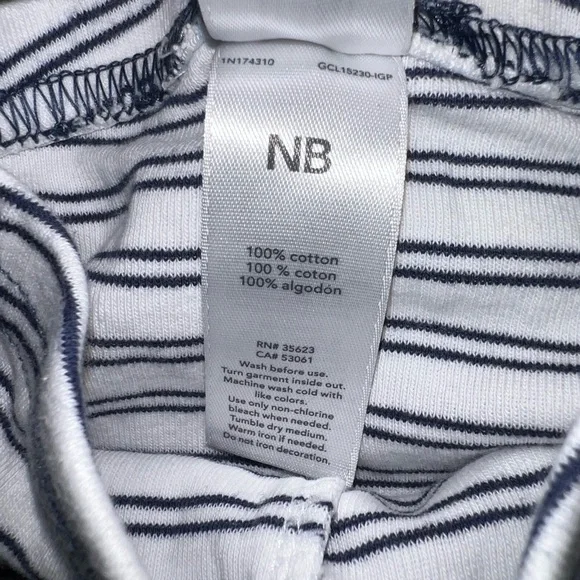 1N174310 GCL15230-IGP
NB
100% cotton
100 % coton
100% algodón
RN# 35623
CA# 53061
Wash before use.
Turn garment inside out.
Machine wash cold with
like colors.
Use only non-chlorine
bleach when needed.
Tumble dry medium.
Warm iron if needed.
Do not iron decoration.